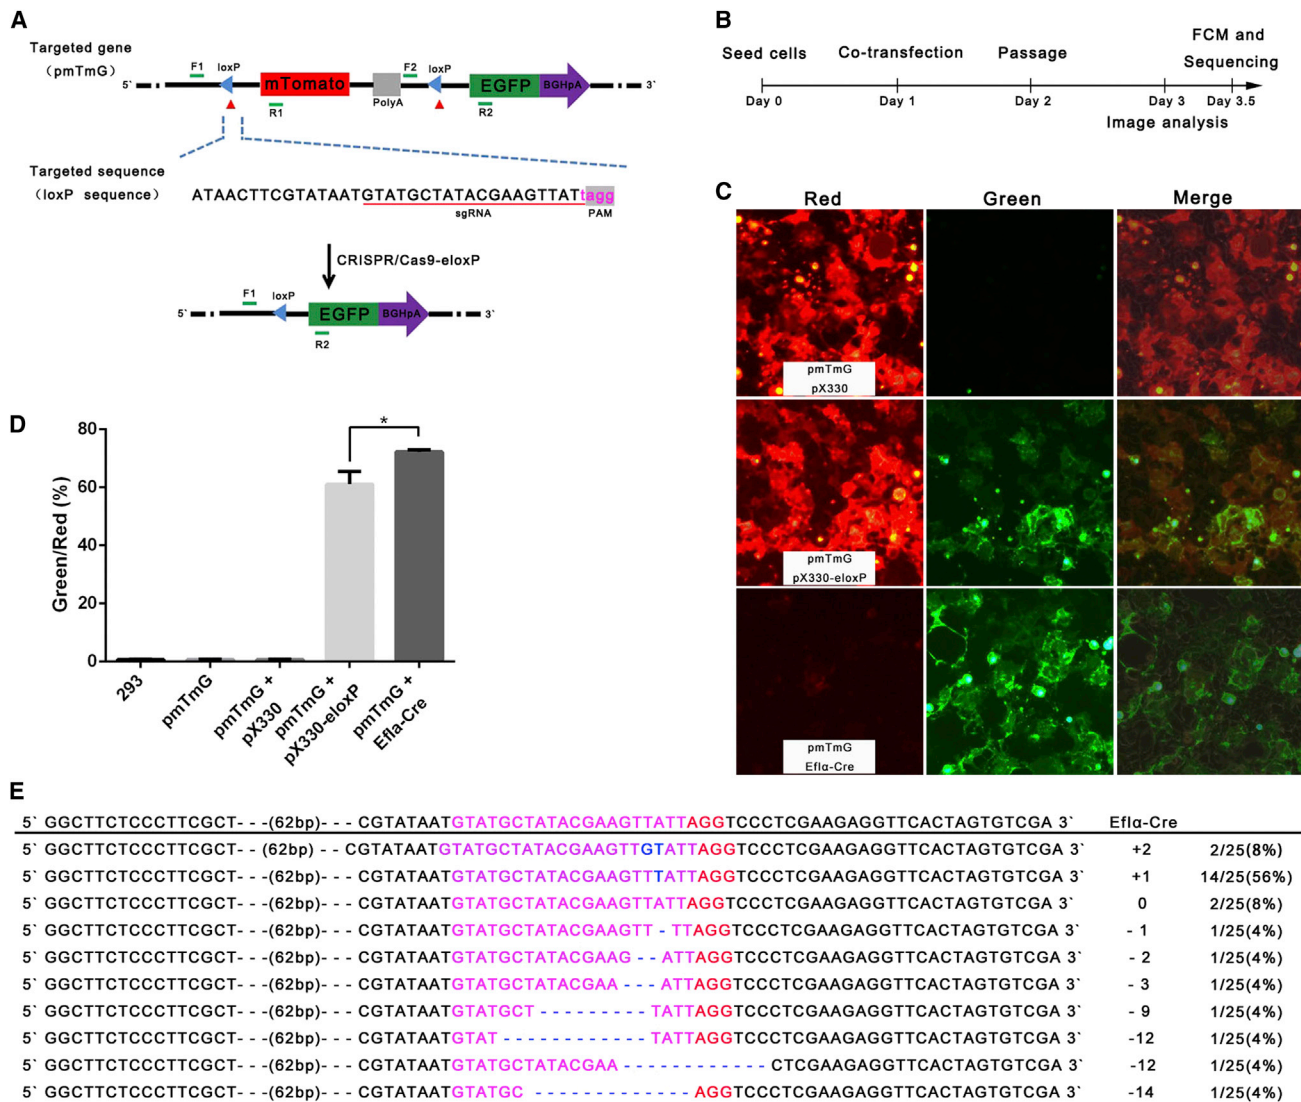 A
Targeted gene
（pmTmG）
5` F1 loxP mTomato R1 PolyA F2 loxP EGFP R2 BGHpA 3`
Targeted sequence
（loxP sequence）
ATAACTTCGTATAATGTATGCTATACGAAGTTATtagg
sgRNA PAM
CRISPR/Cas9-eloxP
5` F1 loxP EGFP R2 BGHpA 3`
B
Seed cells Co-transfection Passage FCM and
Sequencing
Day 0 Day 1 Day 2 Day 3 Day 3.5
Image analysis
C
Red Green Merge
pmTmG
pX330
pmTmG
pX330-eloxP
pmTmG
Eflα-Cre
D
Green/Red (%)
80
60
40
20
0
*
293
pmTmG
pmTmG +
pX330
pmTmG +
pX330-eloxP
pmTmG +
Efla-Cre
E
5` GGCTTCTCCCTTCGCT---(62bp)---CGTATAATGTATGCTATACGAAGTTATTAGGTCCCTCGAAGAGGTTCACTAGTGTCGA 3` Eflα-Cre
5` GGCTTCTCCCTTCGCT---(62bp)---CGTATAATGTATGCTATACGAAGTTGTATTAGGTCCCTCGAAGAGGTTCACTAGTGTCGA 3` +2 2/25(8%)
5` GGCTTCTCCCTTCGCT---(62bp)---CGTATAATGTATGCTATACGAAGTTTATTAGGTCCCTCGAAGAGGTTCACTAGTGTCGA 3` +1 14/25(56%)
5` GGCTTCTCCCTTCGCT---(62bp)---CGTATAATGTATGCTATACGAAGTTATTAGGTCCCTCGAAGAGGTTCACTAGTGTCGA 3` 0 2/25(8%)
5` GGCTTCTCCCTTCGCT---(62bp)---CGTATAATGTATGCTATACGAAGTT-TTAGGTCCCTCGAAGAGGTTCACTAGTGTCGA 3` - 1 1/25(4%)
5` GGCTTCTCCCTTCGCT---(62bp)---CGTATAATGTATGCTATACGAAG--ATTAGGTCCCTCGAAGAGGTTCACTAGTGTCGA 3` - 2 1/25(4%)
5` GGCTTCTCCCTTCGCT---(62bp)---CGTATAATGTATGCTATACGAA---ATTAGGTCCCTCGAAGAGGTTCACTAGTGTCGA 3` - 3 1/25(4%)
5` GGCTTCTCCCTTCGCT---(62bp)---CGTATAATGTATGCT---------TATTAGGTCCCTCGAAGAGGTTCACTAGTGTCGA 3` - 9 1/25(4%)
5` GGCTTCTCCCTTCGCT---(62bp)---CGTATAATGTAT------------TATTAGGTCCCTCGAAGAGGTTCACTAGTGTCGA 3` -12 1/25(4%)
5` GGCTTCTCCCTTCGCT---(62bp)---CGTATAATGTATGCTATACGAA------------CTCGAAGAGGTTCACTAGTGTCGA 3` -12 1/25(4%)
5` GGCTTCTCCCTTCGCT---(62bp)---CGTATAATGTATGC--------------AGGTCCCTCGAAGAGGTTCACTAGTGTCGA 3` -14 1/25(4%)